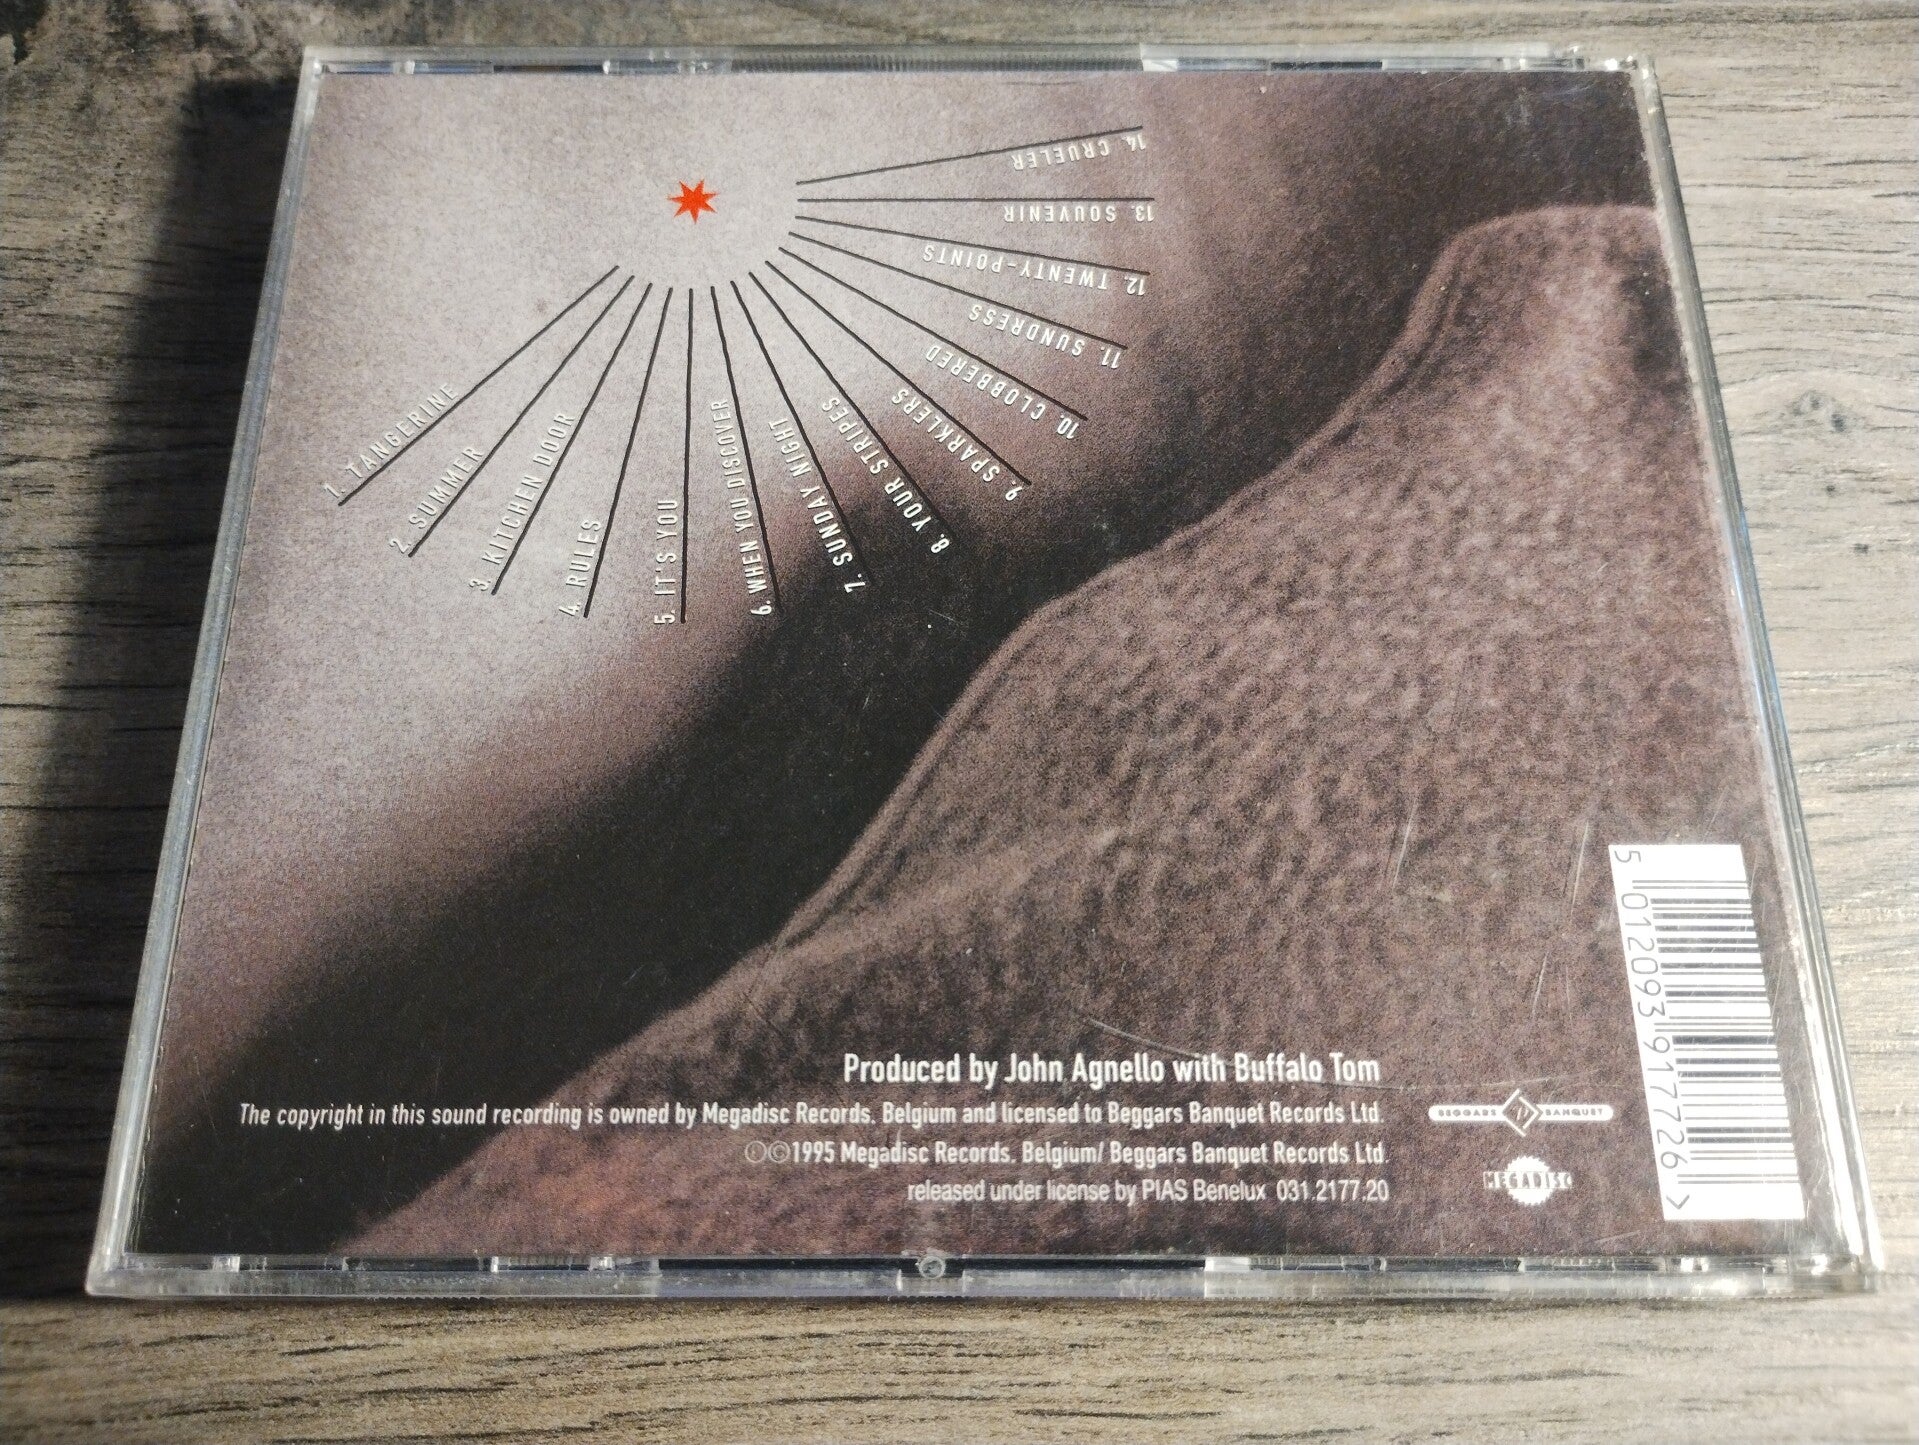 1. TANGERINE
2. SUMMER
3. KITCHEN DOOR
4. RULES
5. IT'S YOU
6. WHEN YOU DISCOVER
7. SUNDAY NIGHT
8. YOUR STRIPES
9. SPARKLERS
10. CLOBBERED
11. SUNDRESS
12. TWENTY-POINTS
13. SOUVENIR
14. CRUELER
Produced by John Agnello with Buffalo Tom
The copyright in this sound recording is owned by Megadisc Records. Belgium and licensed to Beggars Banquet Records Ltd.
℗©1995 Megadisc Records. Belgium/ Beggars Banquet Records Ltd.
released under license by PIAS Benelux 031.2177.20
BEGGARS BANQUET
MEGADISC
5 012093 917726 >